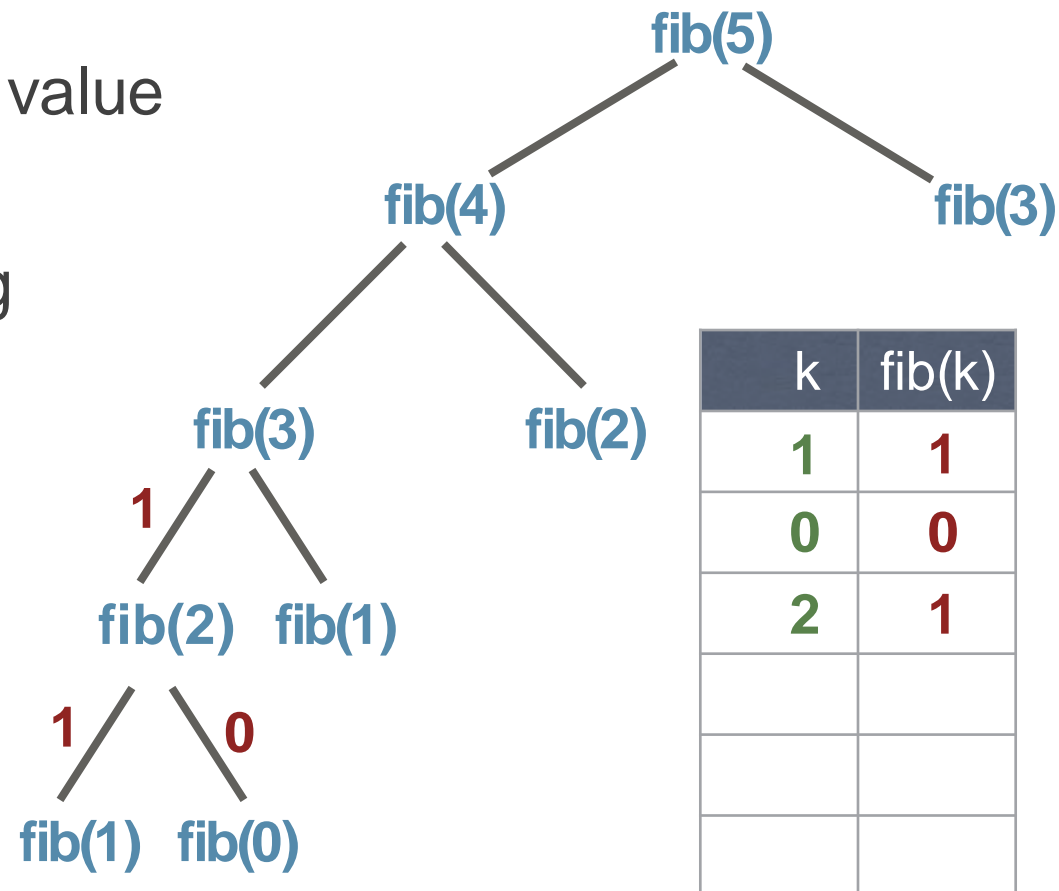 fib(5)
value
fib(4)
fib(3)
g
k fib(k)
fib(3)
fib(2)
1 1
1
0 0
fib(2)
fib(1)
2 1
1
0
fib(1)
fib(0)